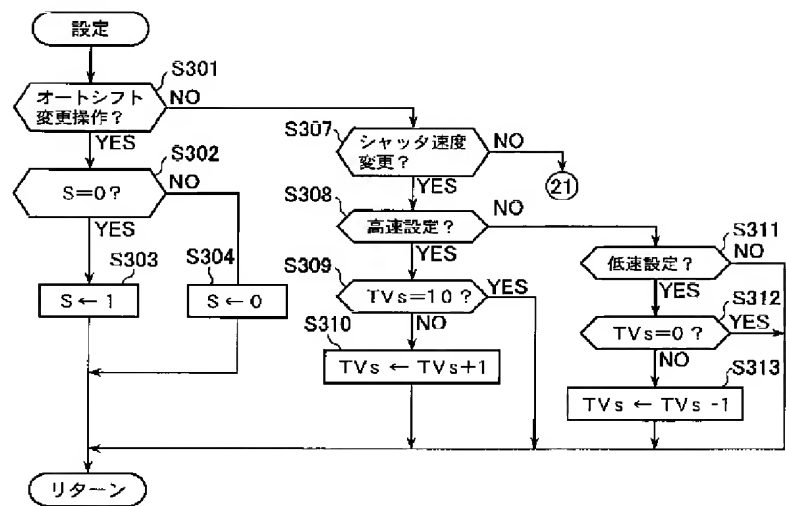 設定
S301
オートシフト
変更操作？
NO
YES
S302
S=0？
NO
YES
S303
S ← 1
S304
S ← 0
S307
シャッタ速度
変更？
NO
21
YES
S308
高速設定？
NO
YES
S309
TVs=10？
YES
NO
S310
TVs ← TVs+1
S311
低速設定？
NO
YES
S312
TVs=0？
YES
NO
S313
TVs ← TVs -1
リターン